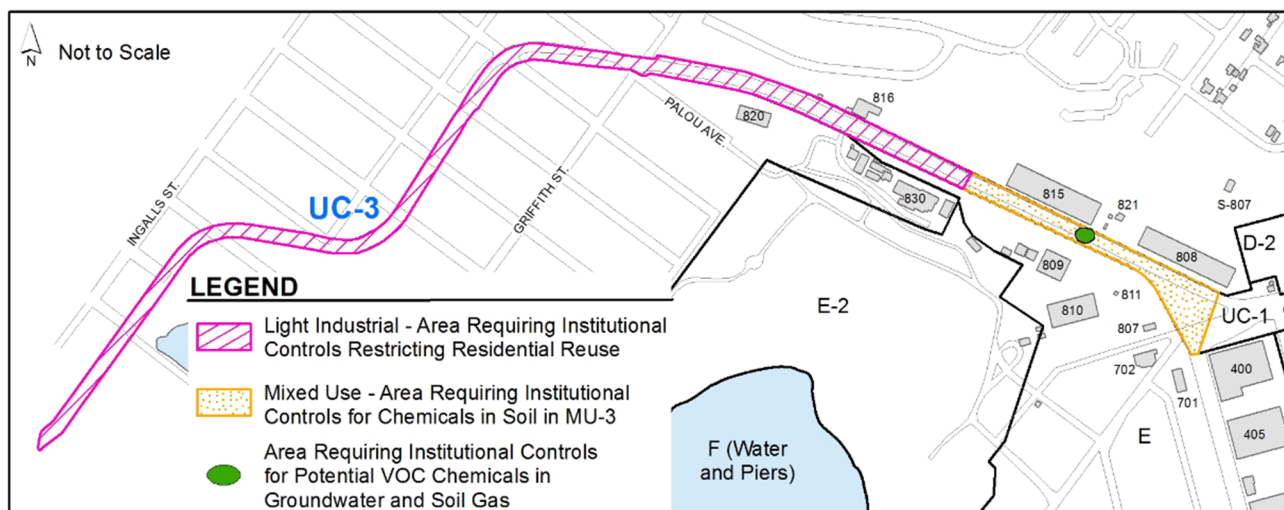 N
Not to Scale
816
820
PALOU AVE.
INGALLS ST.
UC-3
GRIFFITH ST.
830
815
821
S-807
D-2
808
809
E-2
811
810
807
UC-1
702
701
400
405
E
F (Water
and Piers)
LEGEND
Light Industrial - Area Requiring Institutional
Controls Restricting Residential Reuse
Mixed Use - Area Requiring Institutional
Controls for Chemicals in Soil in MU-3
Area Requiring Institutional Controls
for Potential VOC Chemicals in
Groundwater and Soil Gas